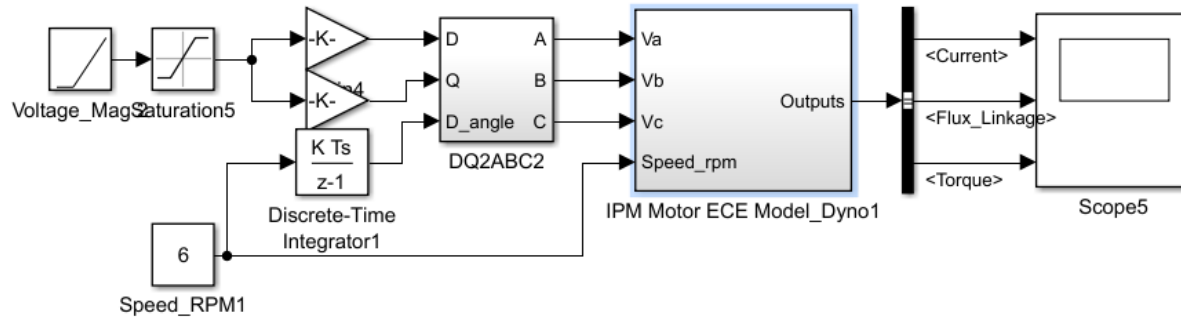 -K-
D
A
Va
<Current>
Voltage_Mag2
Saturation5
-K-
Q
B
Vb
Outputs
<Flux_Linkage>
K Ts
z-1
D_angle
C
Vc
DQ2ABC2
Speed_rpm
<Torque>
Discrete-Time
Integrator1
IPM Motor ECE Model_Dyno1
Scope5
6
Speed_RPM1